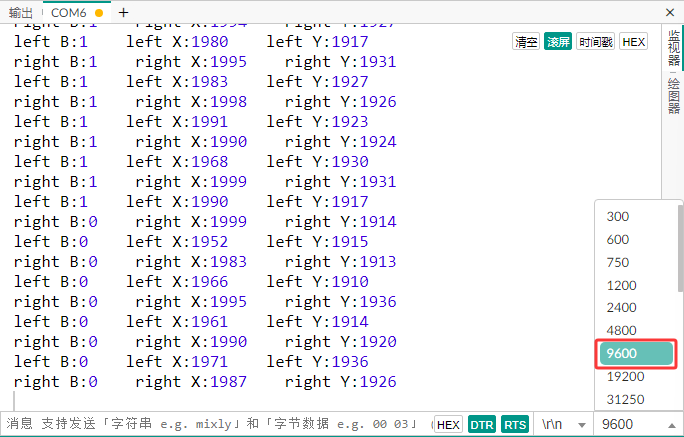 输出 COM6 +
left B:1 left X:1980 left Y:1917
right B:1 right X:1995 right Y:1931
left B:1 left X:1983 left Y:1927
right B:1 right X:1998 right Y:1926
left B:1 left X:1991 left Y:1923
right B:1 right X:1990 right Y:1924
left B:1 left X:1968 left Y:1930
right B:1 right X:1999 right Y:1931
left B:1 left X:1990 left Y:1917
right B:0 right X:1999 right Y:1914
left B:0 left X:1952 left Y:1915
right B:0 right X:1983 right Y:1913
left B:0 left X:1966 left Y:1910
right B:0 right X:1995 right Y:1936
left B:0 left X:1961 left Y:1914
right B:0 right X:1990 right Y:1920
left B:0 left X:1971 left Y:1936
right B:0 right X:1987 right Y:1926
清空 滚屏 时间戳 HEX
监视器
绘图器
300
600
750
1200
2400
4800
9600
19200
31250
消息 支持发送「字符串 e.g. mixly」和「字节数据 e.g. 00 03」 HEX DTR RTS \r\n 9600